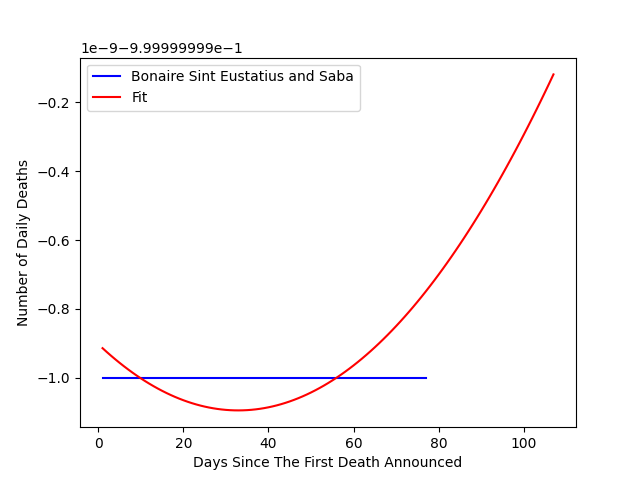 1e−9−9.99999999e−1
Bonaire Sint Eustatius and Saba
Fit
Number of Daily Deaths
−0.2
−0.4
−0.6
−0.8
−1.0
0 20 40 60 80 100
Days Since The First Death Announced